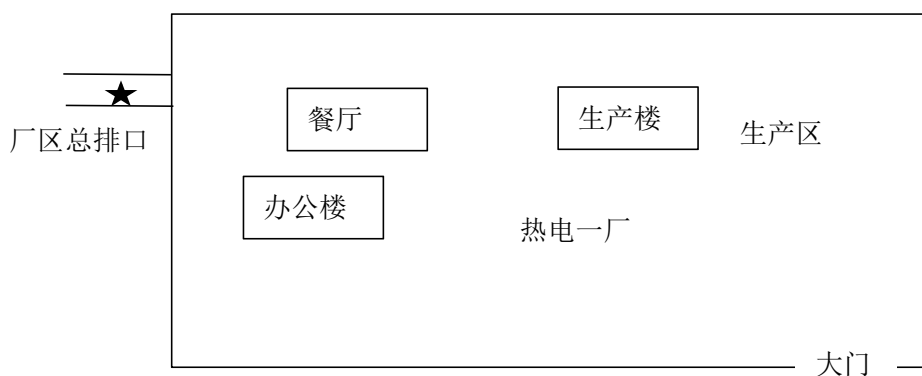 餐厅
生产楼
生产区
厂区总排口
办公楼
热电一厂
大门